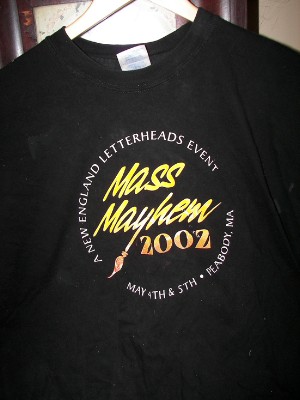 A NEW ENGLAND LETTERHEADS EVENT
Mass
Mayhem
2002
MAY 4TH & 5TH • PEABODY, MA